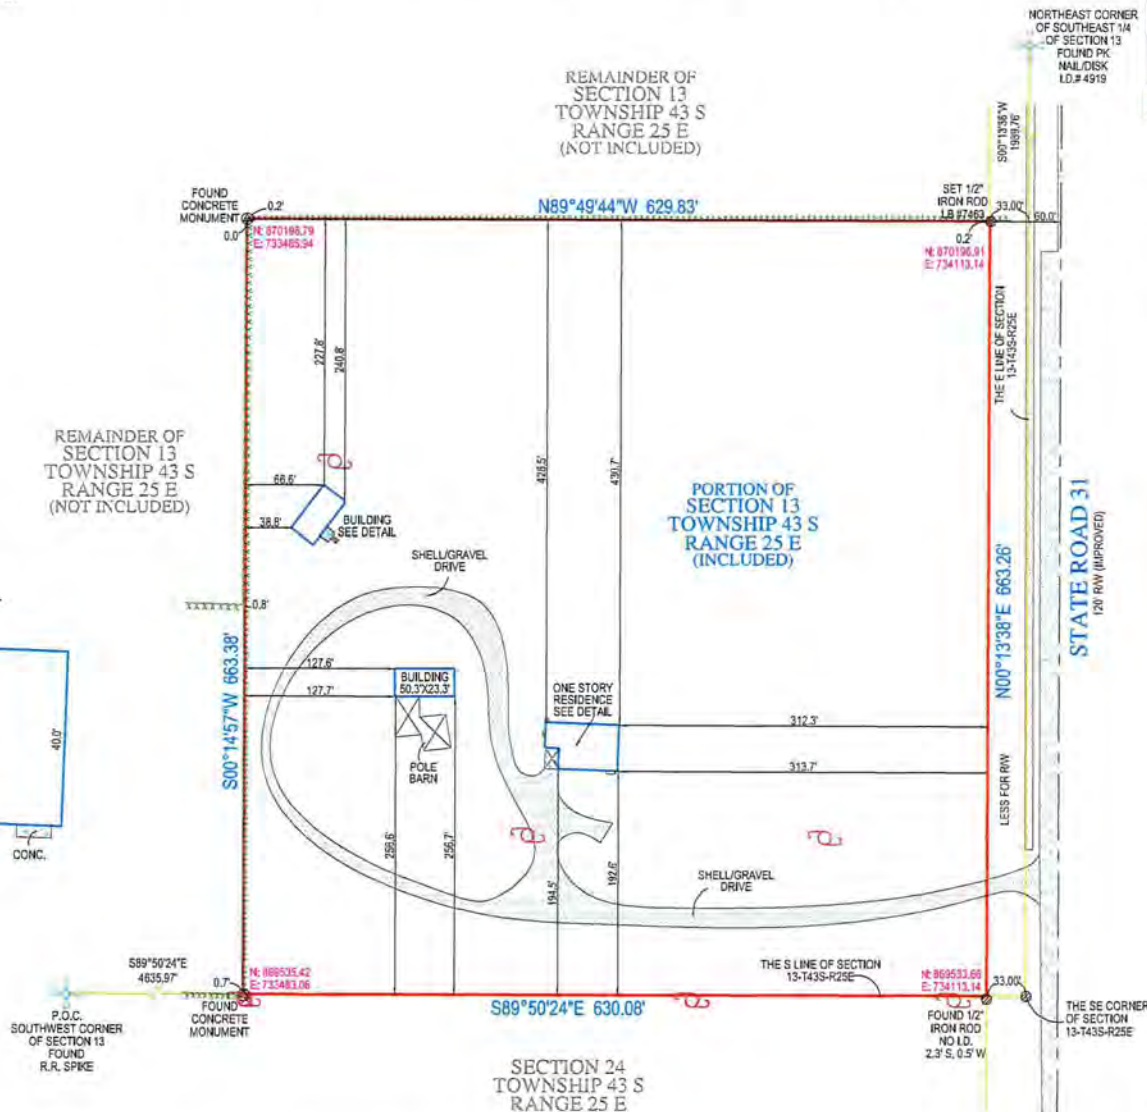 NORTHEAST CORNER
OF SOUTHEAST 1/4
OF SECTION 13
FOUND PK
NAIL/DISK
I.D.# 4919
S00°13'38"W
1989.76'
REMAINDER OF
SECTION 13
TOWNSHIP 43 S
RANGE 25 E
(NOT INCLUDED)
FOUND
CONCRETE
MONUMENT
0.2'
0.0'
N: 870198.79
E: 733485.94
N89°49'44"W 629.83'
SET 1/2"
IRON ROD
LB #7463
33.00'
60.0'
0.2'
N: 870196.91
E: 734113.14
THE E LINE OF SECTION
13-T43S-R25E
227.8'
240.8'
REMAINDER OF
SECTION 13
TOWNSHIP 43 S
RANGE 25 E
(NOT INCLUDED)
66.6'
38.8'
BUILDING
SEE DETAIL
428.5'
430.7'
PORTION OF
SECTION 13
TOWNSHIP 43 S
RANGE 25 E
(INCLUDED)
STATE ROAD 31
120' R/W (IMPROVED)
SHELL/GRAVEL
DRIVE
0.8'
S00°14'57"W 663.38'
N00°13'38"E 663.26'
127.6'
127.7'
BUILDING
50.3'X23.3'
POLE
BARN
ONE STORY
RESIDENCE
SEE DETAIL
312.3'
313.7'
LESS FOR R/W
40.0'
CONC.
256.6'
256.7'
194.5'
192.6'
SHELL/GRAVEL
DRIVE
S89°50'24"E
4635.97'
0.7'
N: 869535.42
E: 733483.06
THE S LINE OF SECTION
13-T43S-R25E
N: 869533.66
E: 734113.14
33.00'
P.O.C.
SOUTHWEST CORNER
OF SECTION 13
FOUND
R.R. SPIKE
FOUND
CONCRETE
MONUMENT
S89°50'24"E 630.08'
FOUND 1/2"
IRON ROD
NO I.D.
2.3' S, 0.5' W
THE SE CORNER
OF SECTION
13-T43S-R25E
SECTION 24
TOWNSHIP 43 S
RANGE 25 E